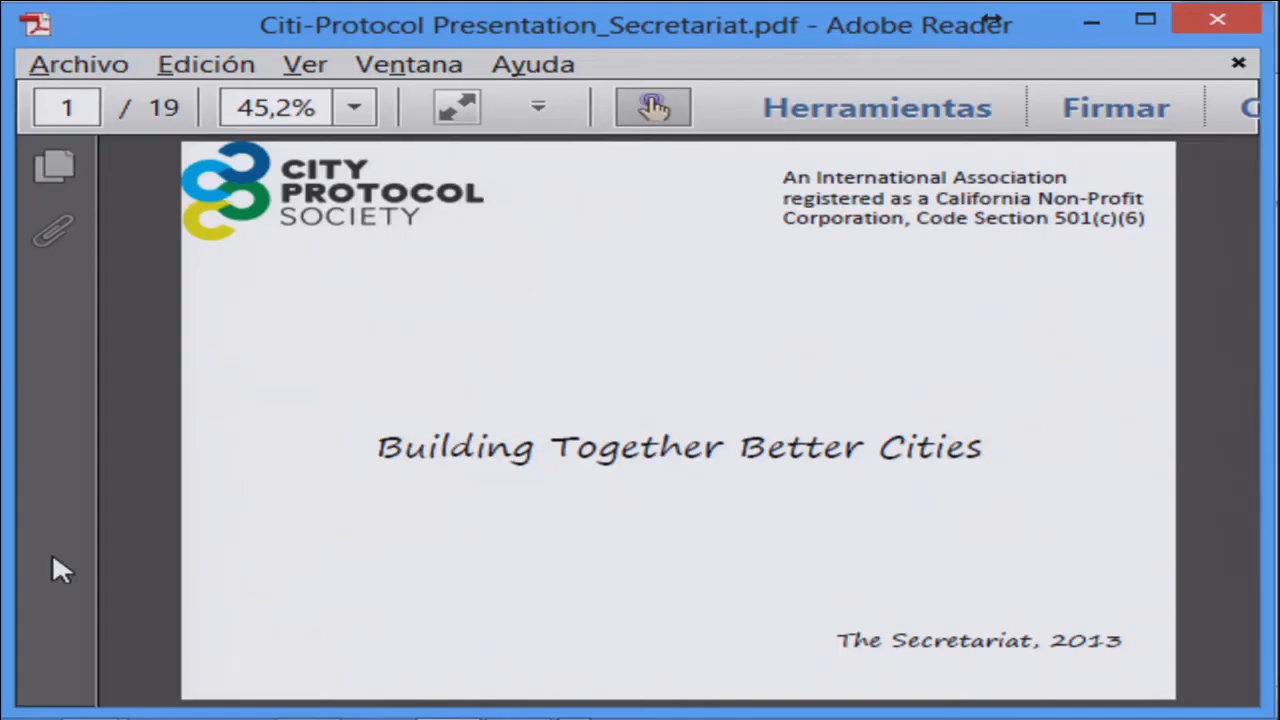 Citi-Protocol Presentation_Secretariat.pdf - Adobe Reader
Archivo Edición Ver Ventana Ayuda
1 / 19 45,2% Herramientas Firmar
CITY
PROTOCOL
SOCIETY
An International Association
registered as a California Non-Profit
Corporation, Code Section 501(c)(6)
Building Together Better Cities
The Secretariat, 2013